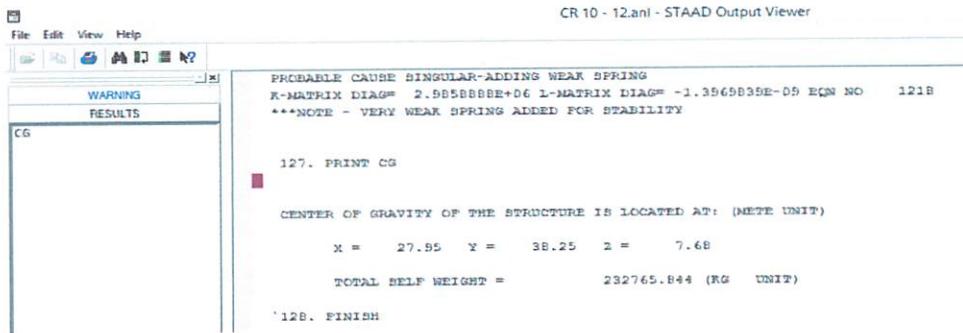 CR 10 - 12.anl - STAAD Output Viewer
File Edit View Help
WARNING
RESULTS
CG
PROBABLE CAUSE SINGULAR-ADDING WEAK SPRING
K-MATRIX DIAG= 2.9858888E+06 L-MATRIX DIAG= -1.3969839E-09 EQN NO 1218
***NOTE - VERY WEAK SPRING ADDED FOR STABILITY
127. PRINT CG
CENTER OF GRAVITY OF THE STRUCTURE IS LOCATED AT: (METE UNIT)
X = 27.95 Y = 38.25 Z = 7.68
TOTAL SELF WEIGHT = 232765.844 (KG UNIT)
128. FINISH